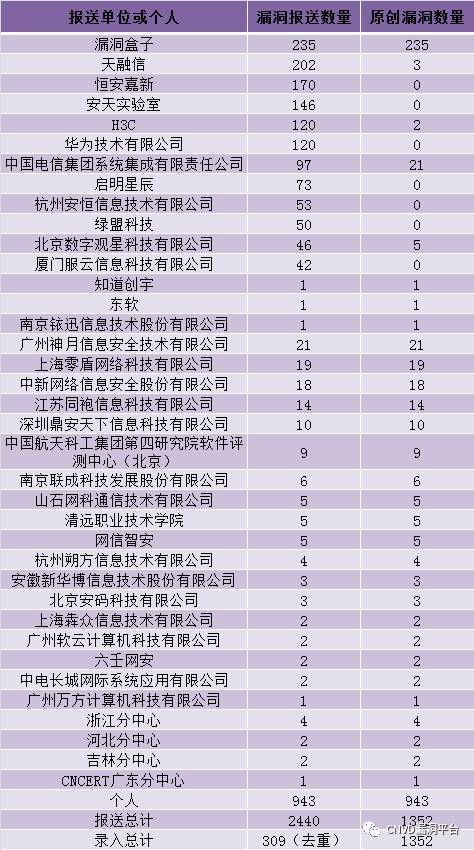 报送单位或个人 漏洞报送数量 原创漏洞数量
漏洞盒子 235 235
天融信 202 3
恒安嘉新 170 0
安天实验室 146 0
H3C 120 2
华为技术有限公司 120 0
中国电信集团系统集成有限责任公司 97 21
启明星辰 73 0
杭州安恒信息技术有限公司 53 0
绿盟科技 50 0
北京数字观星科技有限公司 46 5
厦门服云信息科技有限公司 42 0
知道创宇 1 1
东软 1 1
南京铱迅信息技术股份有限公司 1 1
广州神月信息安全技术有限公司 21 21
上海零盾网络科技有限公司 19 19
中新网络信息安全股份有限公司 18 18
江苏同袍信息科技有限公司 14 14
深圳鼎安天下信息科技有限公司 10 10
中国航天科工集团第四研究院软件评
测中心（北京） 9 9
南京联成科技发展股份有限公司 6 6
山石网科通信技术有限公司 5 5
清远职业技术学院 5 5
网信智安 5 5
杭州朔方信息技术有限公司 4 4
安徽新华博信息技术股份有限公司 3 3
北京安码科技有限公司 3 3
上海犇众信息技术有限公司 2 2
广州软云计算机科技有限公司 2 2
六壬网安 2 2
中电长城网际系统应用有限公司 2 2
广州万方计算机科技有限公司 1 1
浙江分中心 4 4
河北分中心 2 2
吉林分中心 2 2
CNCERT广东分中心 1 1
个人 943 943
报送总计 2440 1352
录入总计 309（去重） 1352
CNVD漏洞平台